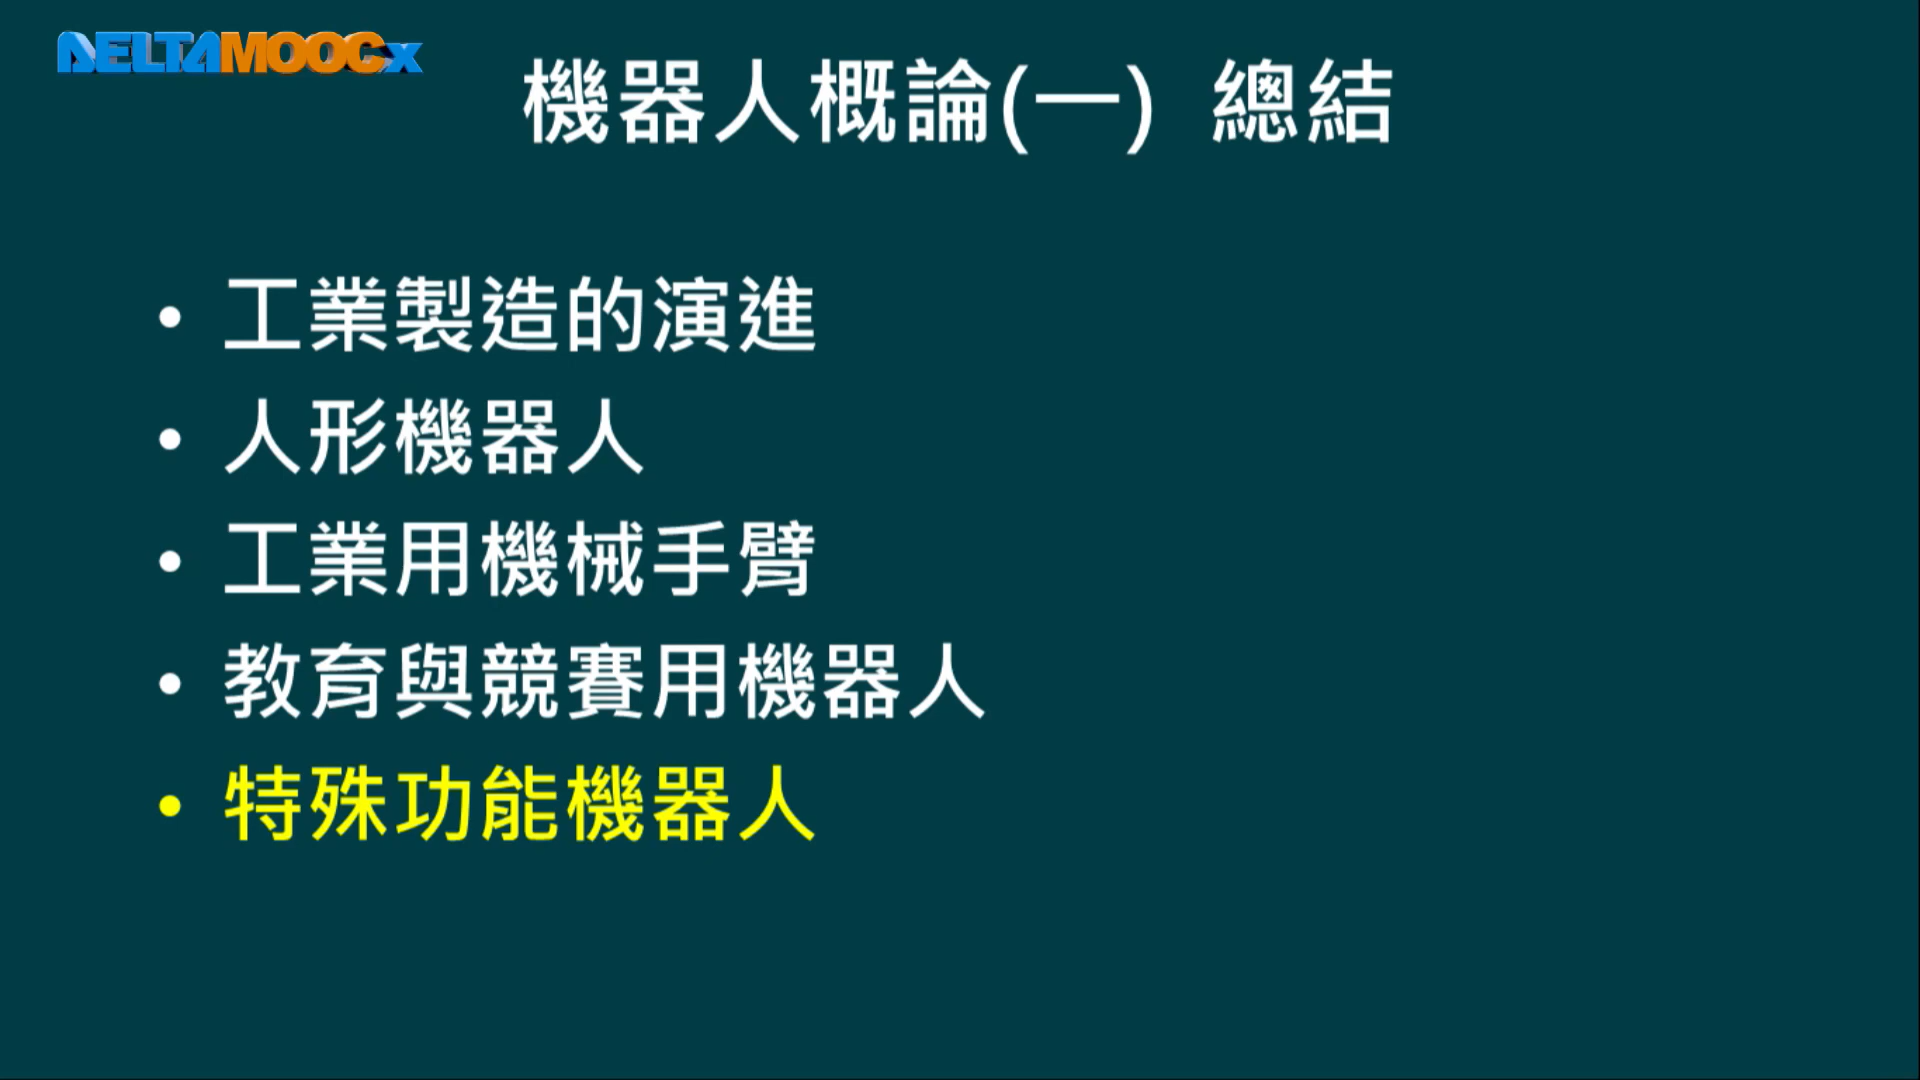 DELTAMOOCx
機器人概論(一) 總結
• 工業製造的演進
• 人形機器人
• 工業用機械手臂
• 教育與競賽用機器人
• 特殊功能機器人